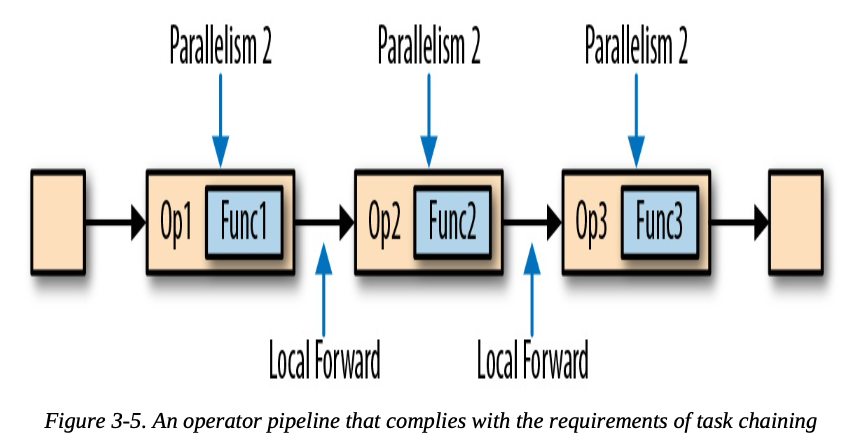 Parallelism 2 Parallelism 2 Parallelism 2
Op1 Func1 Op2 Func2 Op3 Func3
Local Forward Local Forward
Figure 3-5. An operator pipeline that complies with the requirements of task chaining